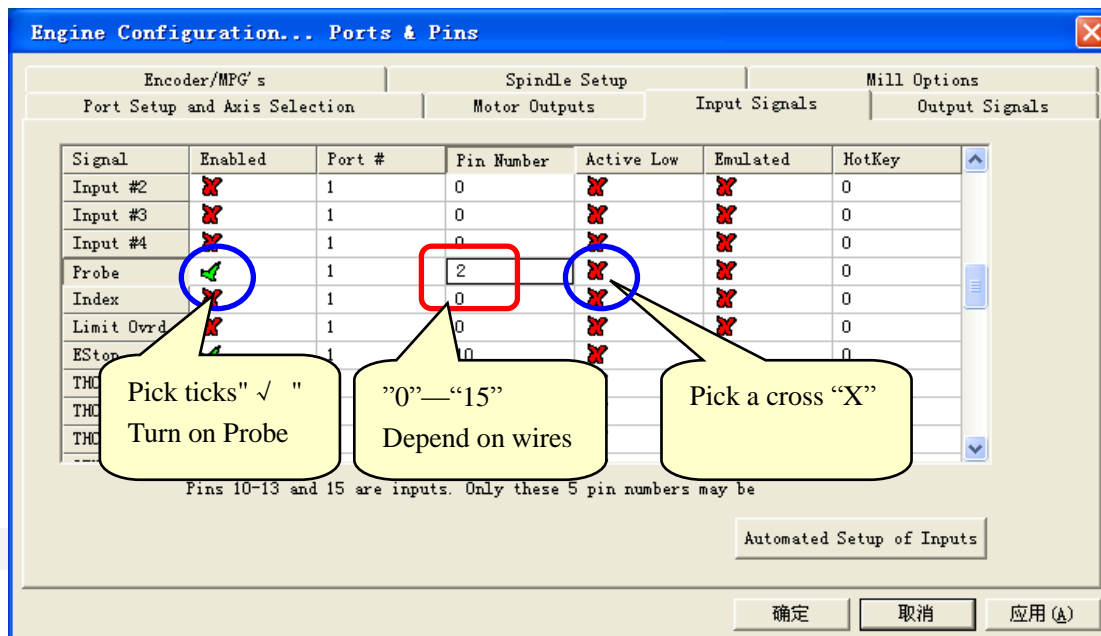 Engine Configuration... Ports & Pins
Encoder/MPG's Spindle Setup Mill Options
Port Setup and Axis Selection Motor Outputs Input Signals Output Signals
Signal Enabled Port # Pin Number Active Low Emulated HotKey
Input #2 1 0 0
Input #3 1 0 0
Input #4 1 0 0
Probe 1 2 0
Index 1 0 0
Limit Ovrd 1 0 0
EStop 1 10 0
Pick ticks" √ "
Turn on Probe
”0”—“15”
Depend on wires
Pick a cross “X”
Pins 10-13 and 15 are inputs. Only these 5 pin numbers may be
Automated Setup of Inputs
确定 取消 应用(A)